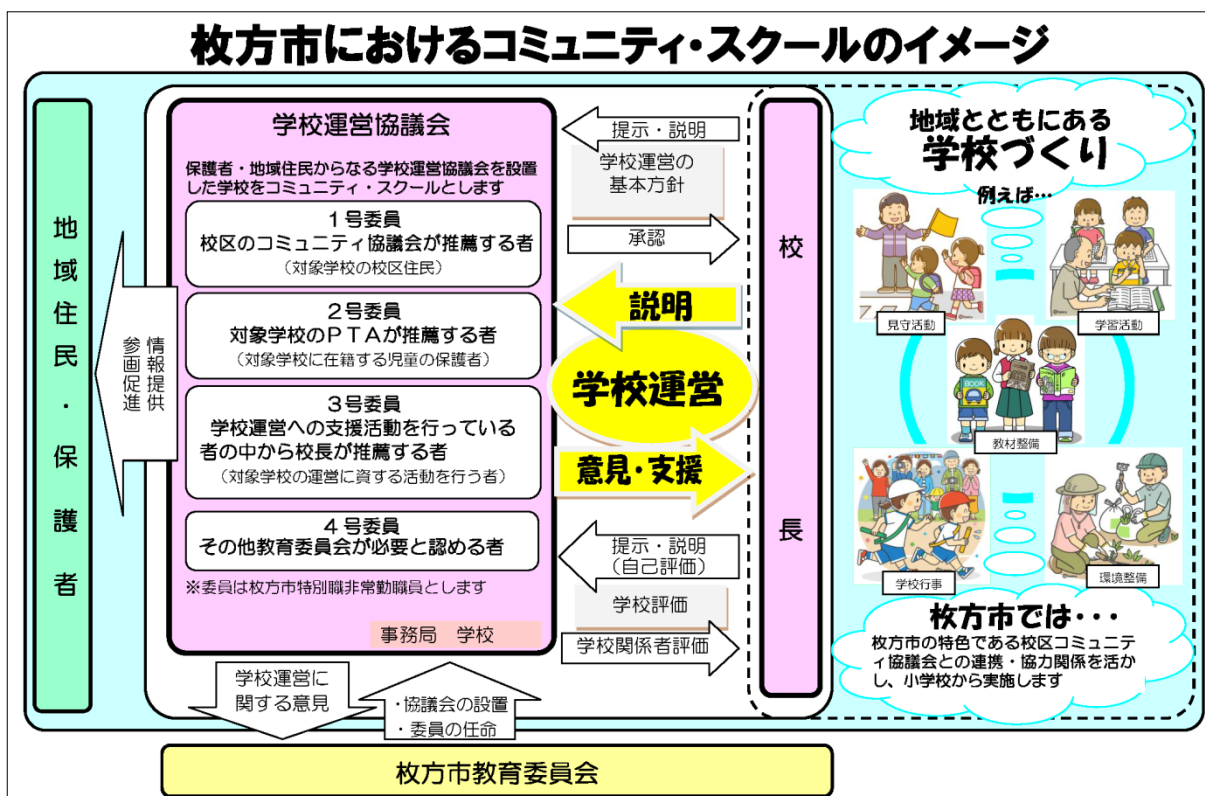 枚方市におけるコミュニティ・スクールのイメージ
地域住民・保護者
情報提供
参画促進
学校運営協議会
保護者・地域住民からなる学校運営協議会を設置
した学校をコミュニティ・スクールとします
1号委員
校区のコミュニティ協議会が推薦する者
（対象学校の校区住民）
2号委員
対象学校のPTAが推薦する者
（対象学校に在籍する児童の保護者）
3号委員
学校運営への支援活動を行っている
者の中から校長が推薦する者
（対象学校の運営に資する活動を行う者）
4号委員
その他教育委員会が必要と認める者
※委員は枚方市特別職非常勤職員とします
事務局　学校
提示・説明
学校運営の
基本方針
承認
説明
学校運営
意見・支援
提示・説明
（自己評価）
学校評価
学校関係者評価
校長
学校運営に
関する意見
・協議会の設置
・委員の任命
枚方市教育委員会
地域とともにある
学校づくり
例えば…
見守活動
学習活動
BOOK
教材整備
学校行事
環境整備
枚方市では・・・
枚方市の特色である校区コミュニテ
ィ協議会との連携・協力関係を活か
し、小学校から実施します